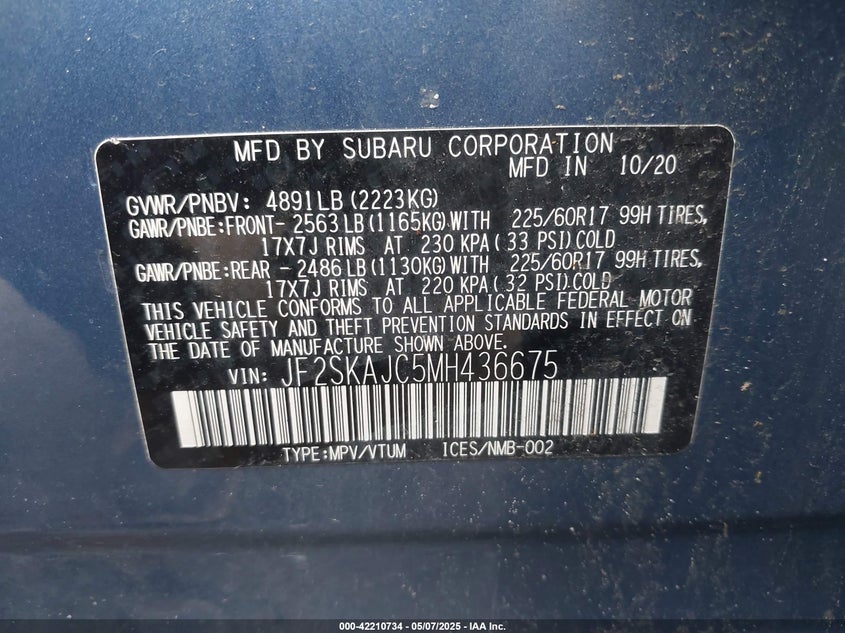 MFD BY SUBARU CORPORATION
MFD IN 10/20
GVWR/PNBV: 4891LB (2223KG)
GAWR/PNBE:FRONT- 2563LB(1165KG)WITH 225/60R17 99H TIRES,
17X7J RIMS AT 230 KPA( 33 PSI)COLD
GAWR/PNBE:REAR - 2486LB(1130KG)WITH 225/60R17 99H TIRES,
17X7J RIMS AT 220 KPA( 32 PSI)COLD
THIS VEHICLE CONFORMS TO ALL APPLICABLE FEDERAL MOTOR
VEHICLE SAFETY AND THEFT PREVENTION STANDARDS IN EFFECT ON
THE DATE OF MANUFACTURE SHOWN ABOVE.
VIN: JF2SKAJC5MH436675
TYPE:MPV/VTUM ICES/NMB-002
000-42210734 — 05/07/2025 — IAA Inc.